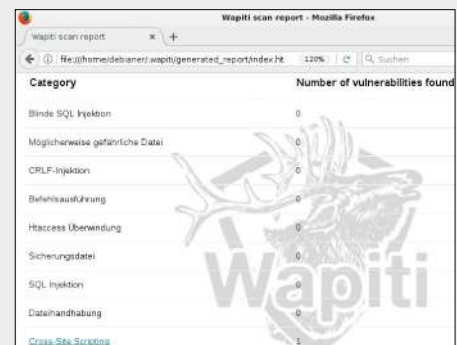 Wapiti scan report - Mozilla Firefox
Wapiti scan report × +
file:///home/debianer/.wapiti/generated_report/index.ht 120% Suchen
Category Number of vulnerabilities found
Blinde SQL Injektion 0
Möglicherweise gefährliche Datei 0
CRLF-Injektion 0
Befehlsausführung 0
Htaccess Überwindung 0
Sicherungsdatei 0
SQL Injektion 0
Dateihandhabung 0
Cross-Site Scripting 1
Wapiti